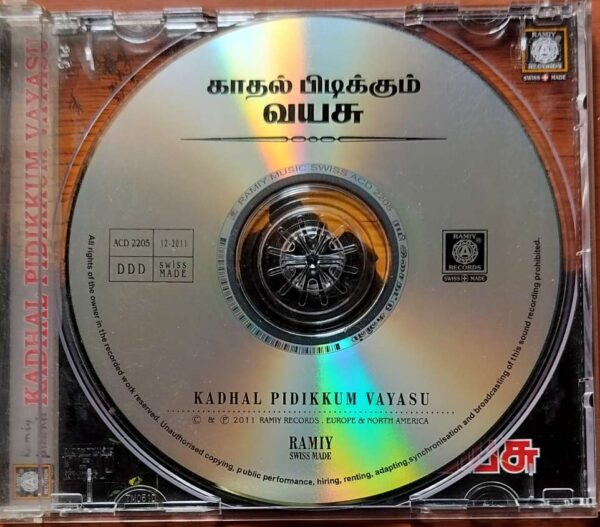 KADHAL PIDIKKUM VAYASU
RAMIY
RECORDS
SWISS MADE
காதல் பிடிக்கும்
வயசு
RAMIY MUSIC SWISS ACD 2205
ACD 2205
12-2011
DDD
SWISS
MADE
RAMIY
RECORDS
SWISS MADE
KADHAL PIDIKKUM VAYASU
© & ℗ 2011 RAMIY RECORDS . EUROPE & NORTH AMERICA
RAMIY
SWISS MADE
All rights of the owner in the recorded work reserved. Unauthorised copying, public performance, hiring, renting, adapting, synchronisation and broadcasting of this sound recording prohibited.
யசு